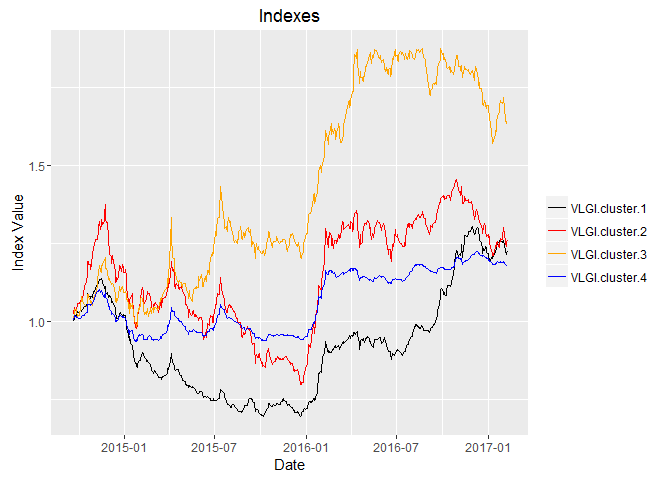 Indexes
Index Value
1.5
1.0
2015-01
2015-07
2016-01
2016-07
2017-01
Date
VLGI.cluster.1
VLGI.cluster.2
VLGI.cluster.3
VLGI.cluster.4